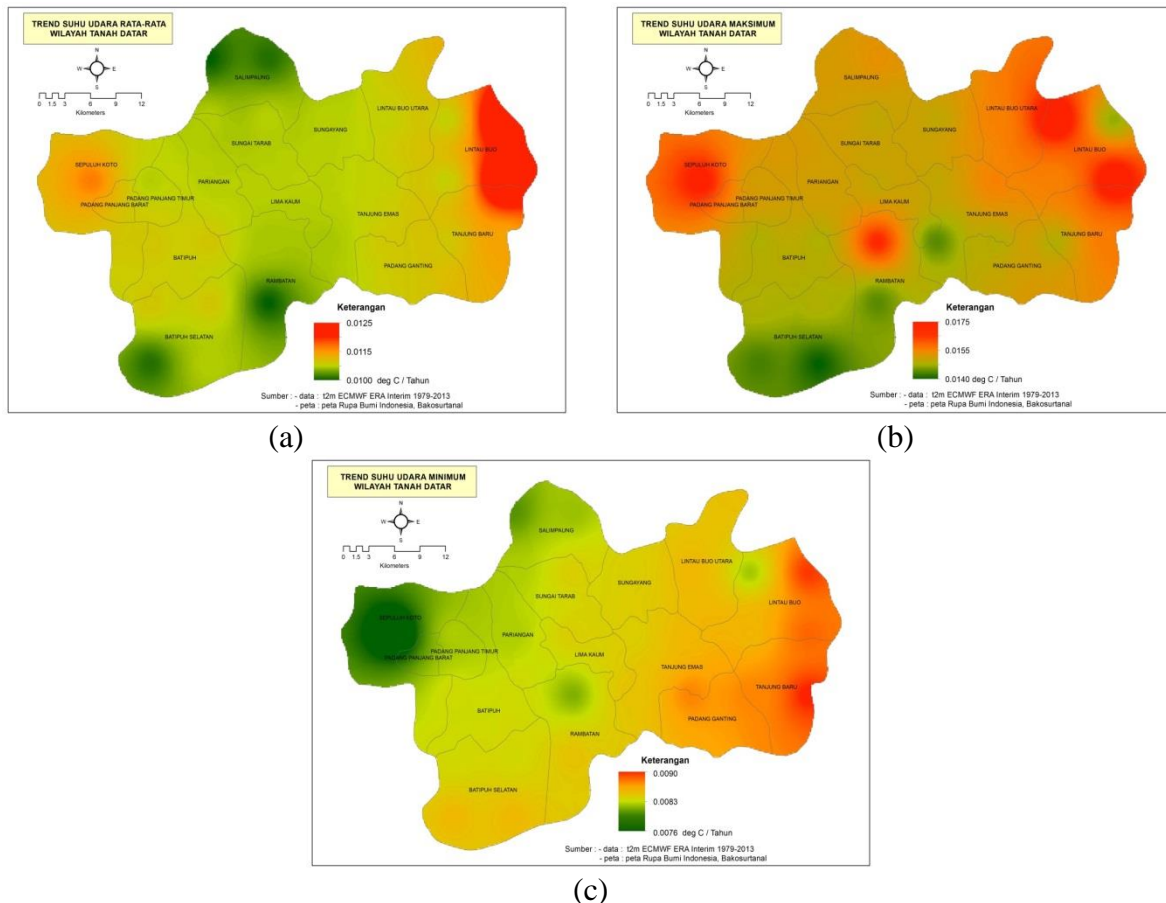 TREND SUHU UDARA RATA-RATA
WILAYAH TANAH DATAR
N
W E
S
0 1.5 3 6 9 12
Kilometers
SALIMPAUNG
LINTAU BUO UTARA
SUNGAYANG
SUNGAI TARAB
LINTAU BUO
SEPULUH KOTO
PARIANGAN
PADANG PANJANG TIMUR
PADANG PANJANG BARAT
LIMA KAUM
TANJUNG EMAS
TANJUNG BARU
BATIPUH
PADANG GANTING
RAMBATAN
BATIPUH SELATAN
Keterangan
0.0125
0.0115
0.0100 deg C / Tahun
Sumber : - data : t2m ECMWF ERA Interim 1979-2013
- peta : peta Rupa Bumi Indonesia, Bakosurtanal
(a)
TREND SUHU UDARA MAKSIMUM
WILAYAH TANAH DATAR
N
W E
S
0 1.5 3 6 9 12
Kilometers
SALIMPAUNG
LINTAU BUO UTARA
SUNGAYANG
SUNGAI TARAB
LINTAU BUO
SEPULUH KOTO
PARIANGAN
PADANG PANJANG TIMUR
PADANG PANJANG BARAT
LIMA KAUM
TANJUNG EMAS
TANJUNG BARU
BATIPUH
PADANG GANTING
RAMBATAN
BATIPUH SELATAN
Keterangan
0.0175
0.0155
0.0140 deg C / Tahun
Sumber : - data : t2m ECMWF ERA Interim 1979-2013
- peta : peta Rupa Bumi Indonesia, Bakosurtanal
(b)
TREND SUHU UDARA MINIMUM
WILAYAH TANAH DATAR
N
W E
S
0 1.5 3 6 9 12
Kilometers
SALIMPAUNG
LINTAU BUO UTARA
SUNGAYANG
SUNGAI TARAB
LINTAU BUO
SEPULUH KOTO
PARIANGAN
PADANG PANJANG TIMUR
PADANG PANJANG BARAT
LIMA KAUM
TANJUNG EMAS
TANJUNG BARU
BATIPUH
PADANG GANTING
RAMBATAN
BATIPUH SELATAN
Keterangan
0.0090
0.0083
0.0076 deg C / Tahun
Sumber : - data : t2m ECMWF ERA Interim 1979-2013
- peta : peta Rupa Bumi Indonesia, Bakosurtanal
(c)